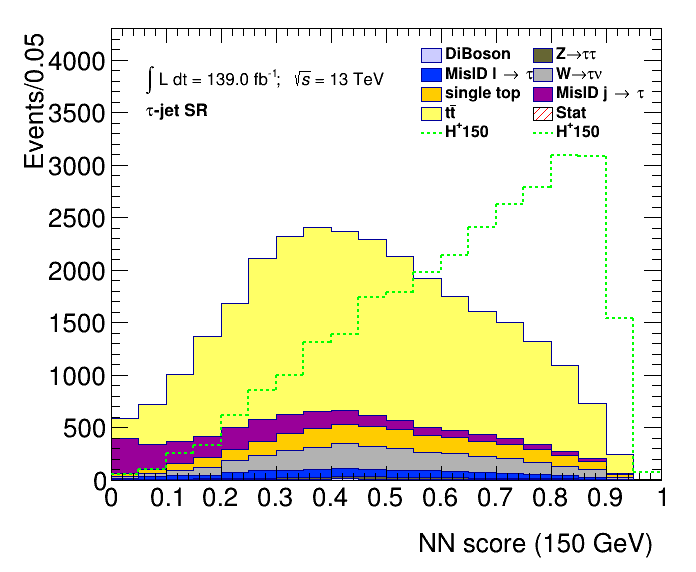 Events/0.05
4000
3500
3000
2500
2000
1500
1000
500
0
∫ L dt = 139.0 fb⁻¹; √s = 13 TeV
τ-jet SR
DiBoson Z→ττ
MisID l → τ W→τν
single top MisID j → τ
tt̄ Stat
H⁺150 H⁺150
0 0.1 0.2 0.3 0.4 0.5 0.6 0.7 0.8 0.9 1
NN score (150 GeV)